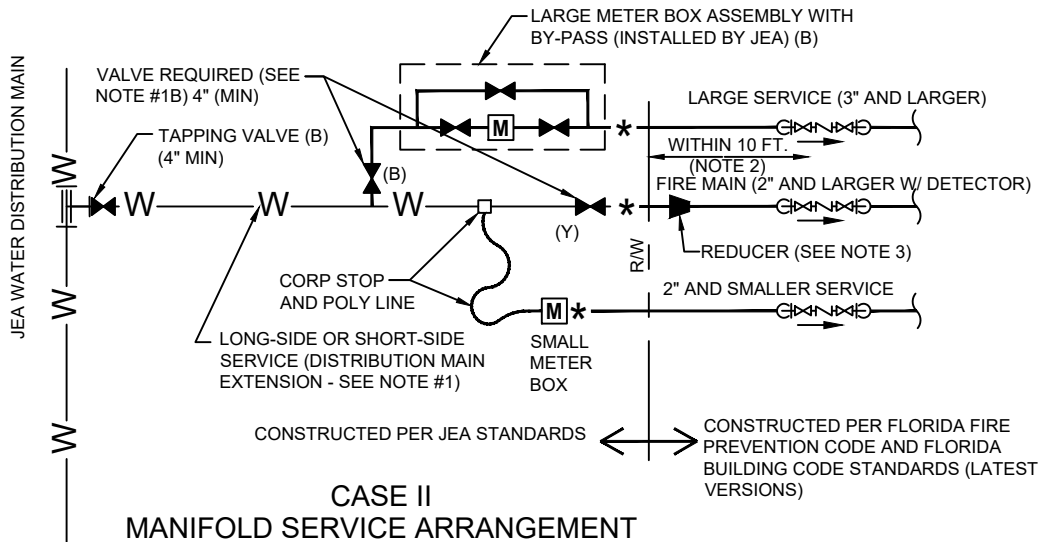 LARGE METER BOX ASSEMBLY WITH
BY-PASS (INSTALLED BY JEA) (B)
VALVE REQUIRED (SEE
NOTE #1B) 4" (MIN)
TAPPING VALVE (B)
(4" MIN)
JEA WATER DISTRIBUTION MAIN
M
*
LARGE SERVICE (3" AND LARGER)
WITHIN 10 FT.
(NOTE 2)
(B)
W
W
W
W
*
FIRE MAIN (2" AND LARGER W/ DETECTOR)
(Y)
R/W
REDUCER (SEE NOTE 3)
CORP STOP
AND POLY LINE
2" AND SMALLER SERVICE
W
M
*
SMALL
METER
BOX
LONG-SIDE OR SHORT-SIDE
SERVICE (DISTRIBUTION MAIN
EXTENSION - SEE NOTE #1)
W
CONSTRUCTED PER JEA STANDARDS
CONSTRUCTED PER FLORIDA FIRE
PREVENTION CODE AND FLORIDA
BUILDING CODE STANDARDS (LATEST
VERSIONS)
CASE II
MANIFOLD SERVICE ARRANGEMENT